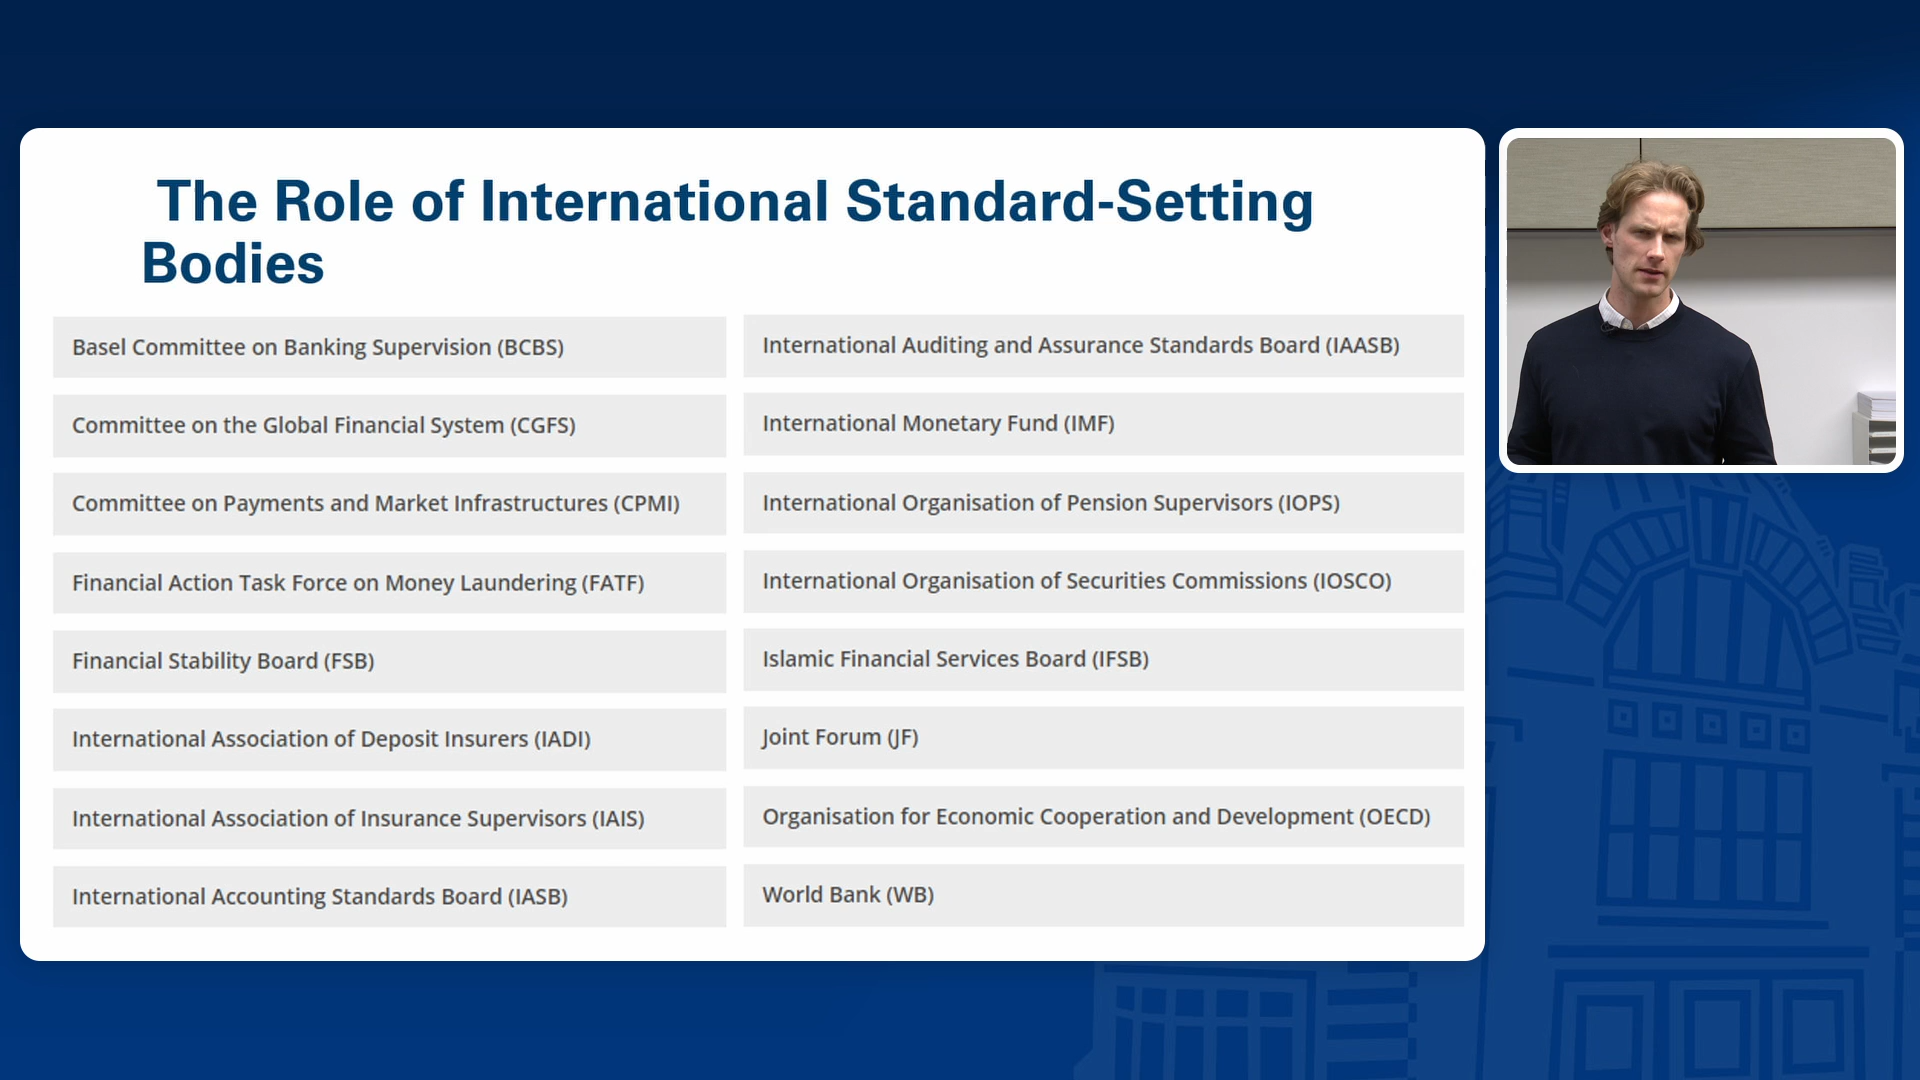 The Role of International Standard-Setting
Bodies
Basel Committee on Banking Supervision (BCBS)
Committee on the Global Financial System (CGFS)
Committee on Payments and Market Infrastructures (CPMI)
Financial Action Task Force on Money Laundering (FATF)
Financial Stability Board (FSB)
International Association of Deposit Insurers (IADI)
International Association of Insurance Supervisors (IAIS)
International Accounting Standards Board (IASB)
International Auditing and Assurance Standards Board (IAASB)
International Monetary Fund (IMF)
International Organisation of Pension Supervisors (IOPS)
International Organisation of Securities Commissions (IOSCO)
Islamic Financial Services Board (IFSB)
Joint Forum (JF)
Organisation for Economic Cooperation and Development (OECD)
World Bank (WB)